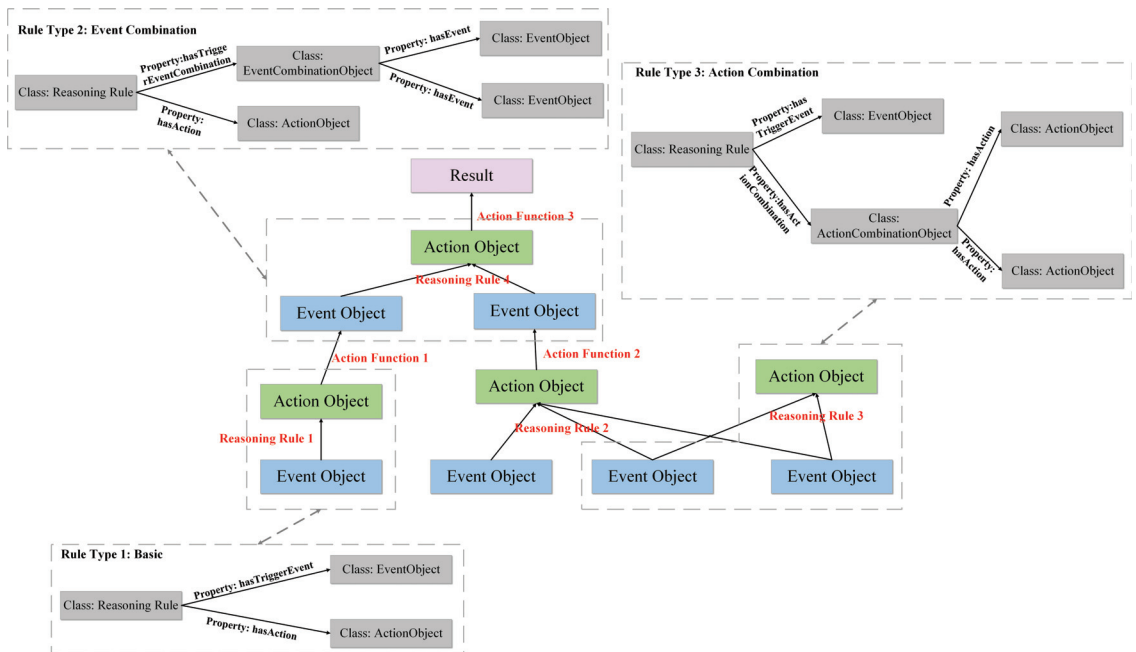 Rule Type 2: Event Combination
Property: hasEvent
Class: EventObject
Property:hasTrigge
rEventCombination
Class:
EventCombinationObject
Class: Reasoning Rule
Property: hasEvent
Class: EventObject
Property:
hasAction
Class: ActionObject
Rule Type 3: Action Combination
Property:has
TriggerEvent
Class: EventObject
Property: hasAction
Class: ActionObject
Class: Reasoning Rule
Property:hasAct
ionCombination
Class:
ActionCombinationObject
Property:
hasAction
Class: ActionObject
Result
Action Function 3
Action Object
Reasoning Rule 4
Event Object
Event Object
Action Function 1
Action Function 2
Action Object
Action Object
Action Object
Reasoning Rule 1
Reasoning Rule 2
Reasoning Rule 3
Event Object
Event Object
Event Object
Event Object
Rule Type 1: Basic
Property: hasTriggerEvent
Class: EventObject
Class: Reasoning Rule
Property: hasAction
Class: ActionObject